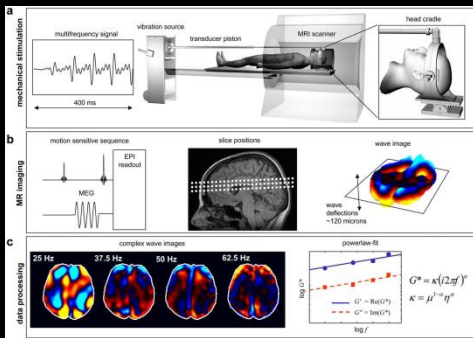 a
mechanical stimulation
multifrequency signal
400 ms
vibration source
transducer piston
MRI scanner
head cradle
b
MR imaging
motion sensitive sequence
EPI
readout
MEG
slice positions
wave image
wave
deflections
~120 microns
c
data processing
complex wave images
25 Hz
37.5 Hz
50 Hz
62.5 Hz
powerlaw-fit
log G*
G' = Re(G*)
G'' = Im(G*)
log f
G* = κ(i2πf)^α
κ = μ^{1-α}η^α